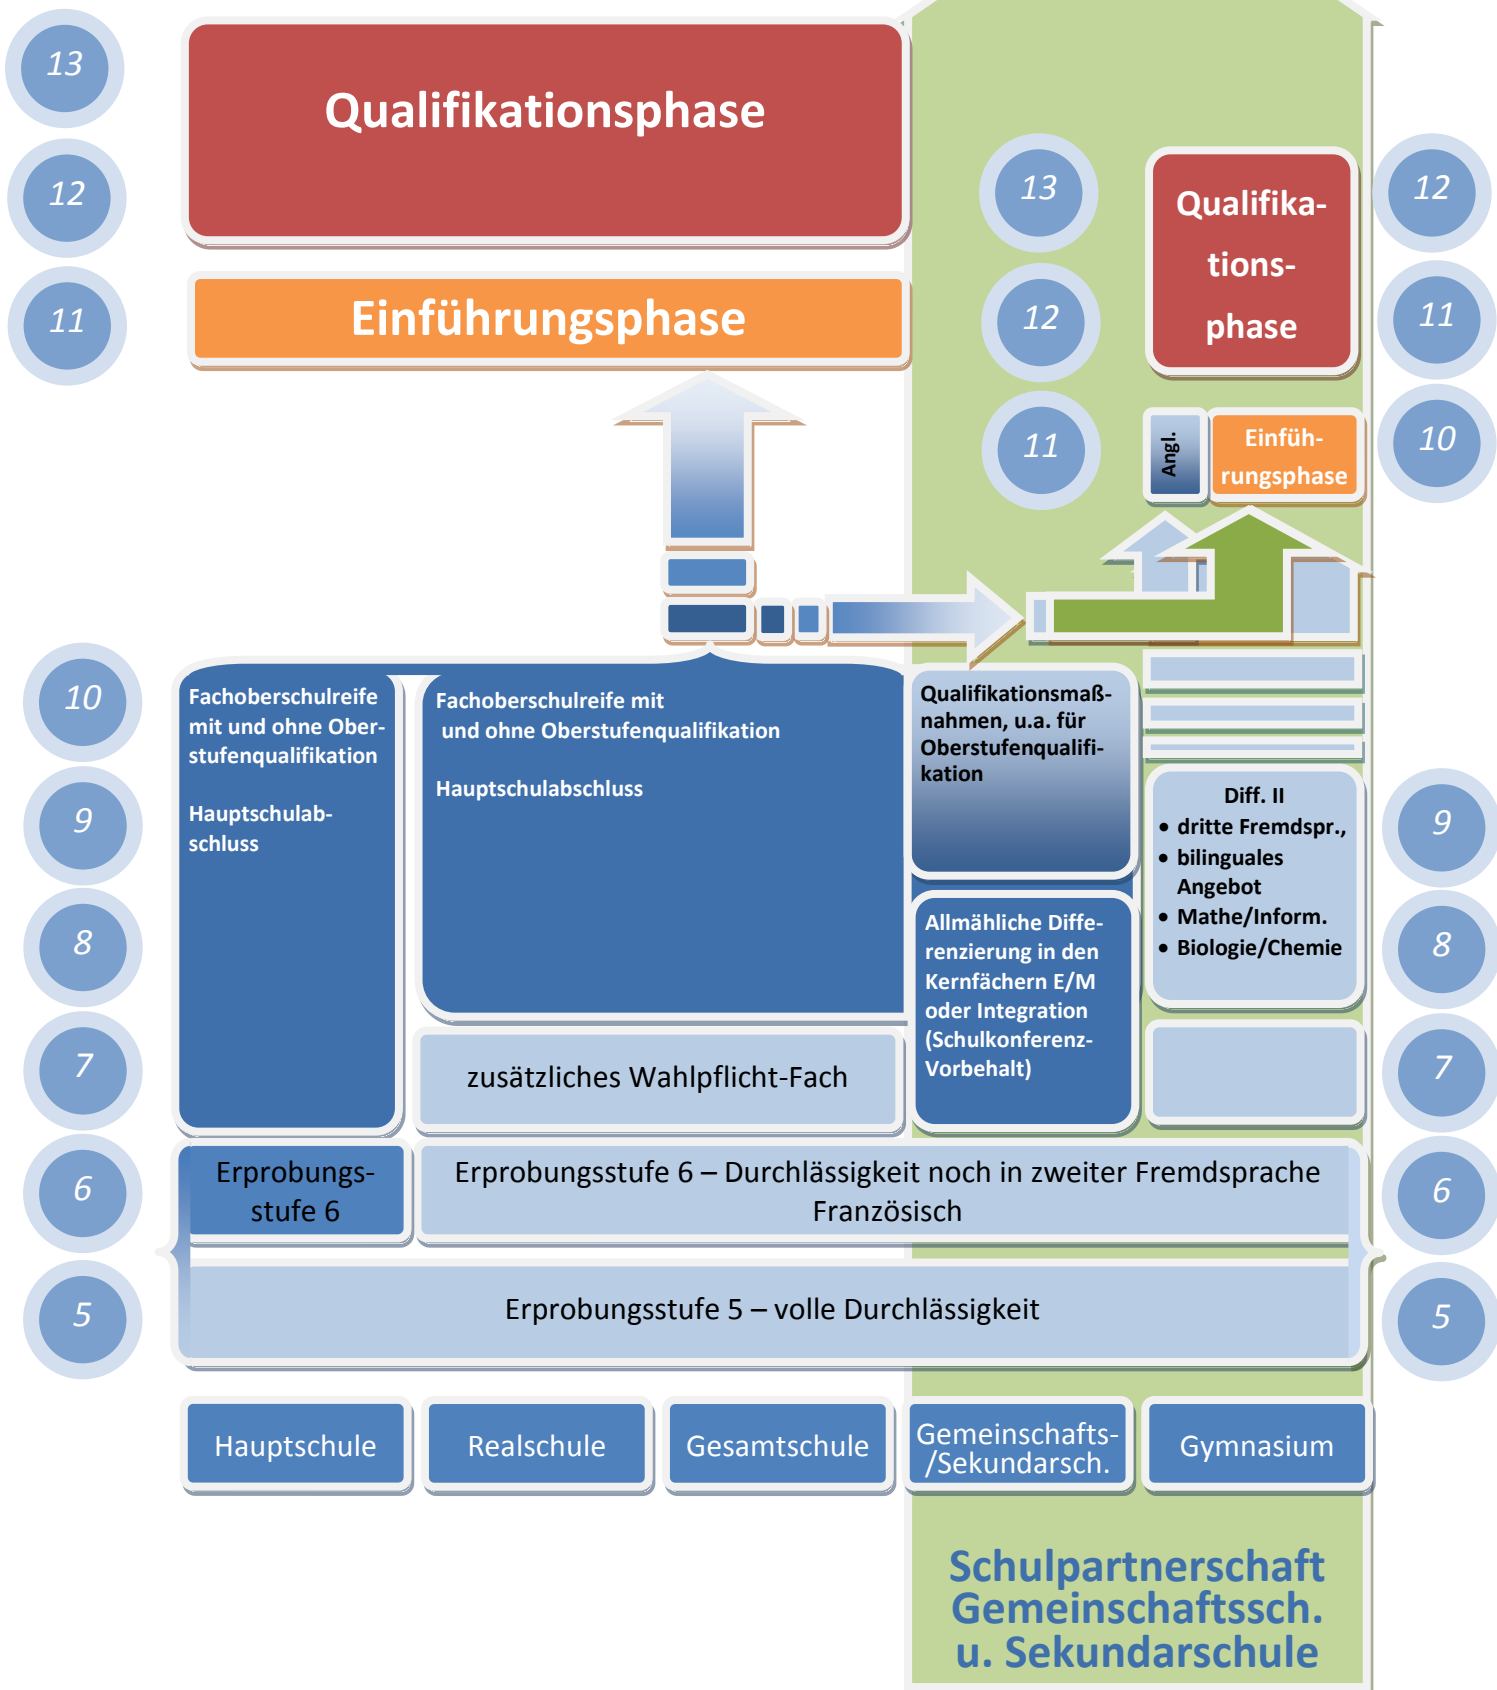 13
Qualifikationsphase
12
11
Einführungsphase
13
12
11
Qualifika-
tions-
phase
12
11
10
Angl.
Einfüh-
rungsphase
10
9
8
7
6
5
Fachoberschulreife
mit und ohne Ober-
stufenqualifikation
Hauptschulab-
schluss
Fachoberschulreife mit
und ohne Oberstufenqualifikation
Hauptschulabschluss
Qualifikationsmaß-
nahmen, u.a. für
Oberstufenqualifi-
kation
Diff. II
• dritte Fremdspr.,
• bilinguales
Angebot
• Mathe/Inform.
• Biologie/Chemie
Allmähliche Diffe-
renzierung in den
Kernfächern E/M
oder Integration
(Schulkonferenz-
Vorbehalt)
9
8
7
6
5
zusätzliches Wahlpflicht-Fach
Erprobungs-
stufe 6
Erprobungsstufe 6 – Durchlässigkeit noch in zweiter Fremdsprache
Französisch
Erprobungsstufe 5 – volle Durchlässigkeit
Hauptschule
Realschule
Gesamtschule
Gemeinschafts-
/Sekundarsch.
Gymnasium
Schulpartnerschaft
Gemeinschaftssch.
u. Sekundarschule